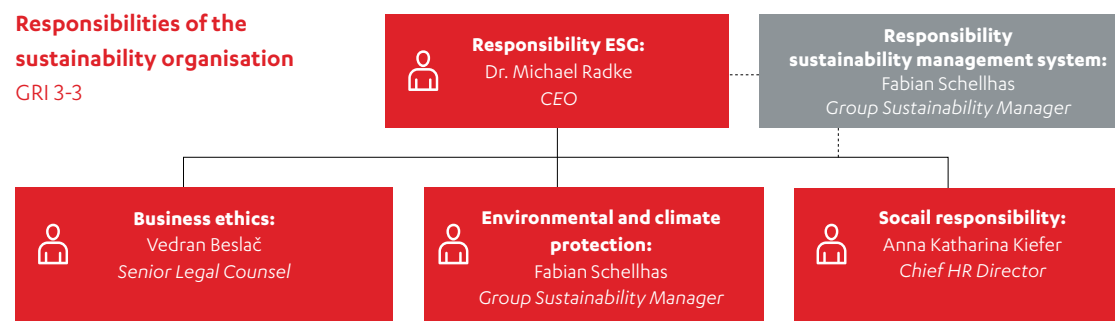 Responsibilities of the
sustainability organisation
GRI 3-3
Responsibility ESG:
Dr. Michael Radke
CEO
Responsibility
sustainability management system:
Fabian Schellhas
Group Sustainability Manager
Business ethics:
Vedran Beslač
Senior Legal Counsel
Environmental and climate
protection:
Fabian Schellhas
Group Sustainability Manager
Socail responsibility:
Anna Katharina Kiefer
Chief HR Director